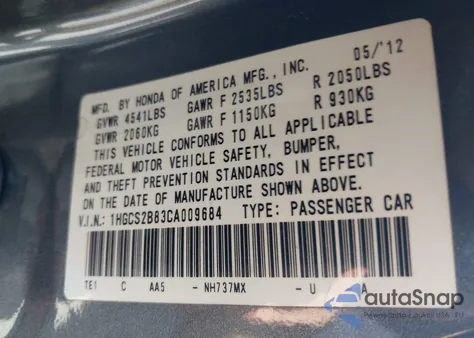 05/'12
MFD. BY HONDA OF AMERICA MFG., INC.
GVWR 4541LBS GAWR F 2535LBS R 2050LBS
GVWR 2060KG GAWR F 1150KG R 930KG
THIS VEHICLE CONFORMS TO ALL APPLICABLE
FEDERAL MOTOR VEHICLE SAFETY, BUMPER,
AND THEFT PREVENTION STANDARDS IN EFFECT
ON THE DATE OF MANUFACTURE SHOWN ABOVE.
V.I.N.: 1HGCS2B83CA009684 TYPE: PASSENGER CAR
TE1 C AA5 - NH737MX - U A
autoSnap